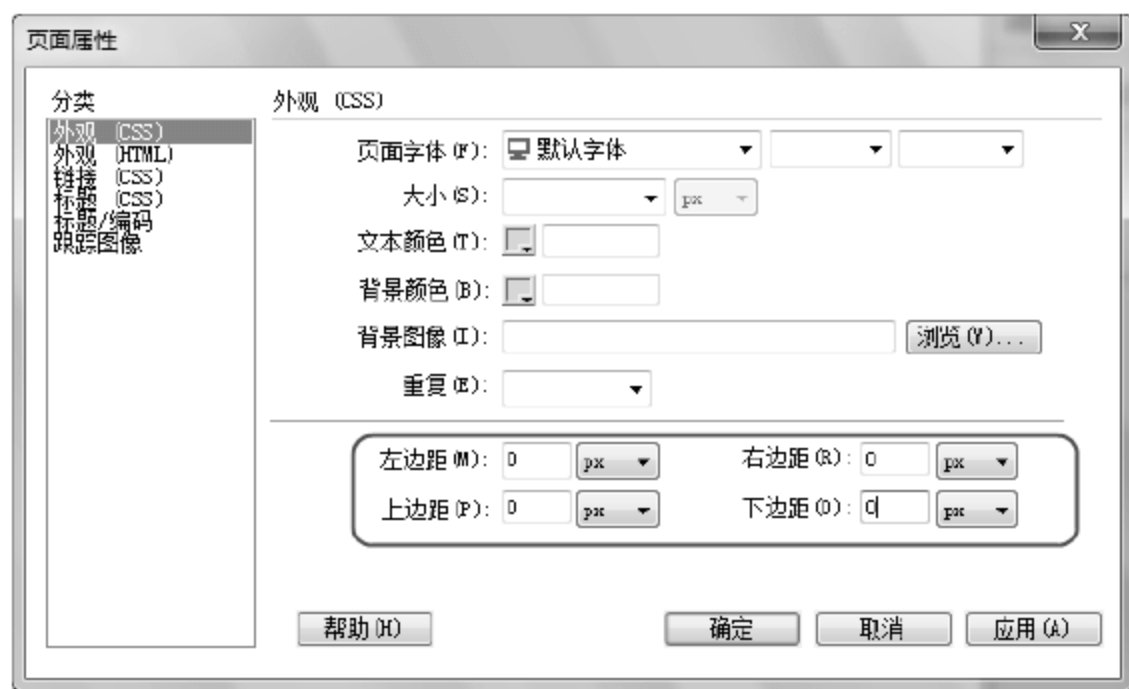 页面属性
分类
外观 (CSS)
外观 (HTML)
链接 (CSS)
标题 (CSS)
标题/编码
跟踪图像
外观 (CSS)
页面字体(F): 默认字体
大小(S): px
文本颜色(T):
背景颜色(B):
背景图像(I): 浏览(W)...
重复(E):
左边距(M): 0 px 右边距(R): 0 px
上边距(P): 0 px 下边距(O): 0 px
帮助(H) 确定 取消 应用(A)